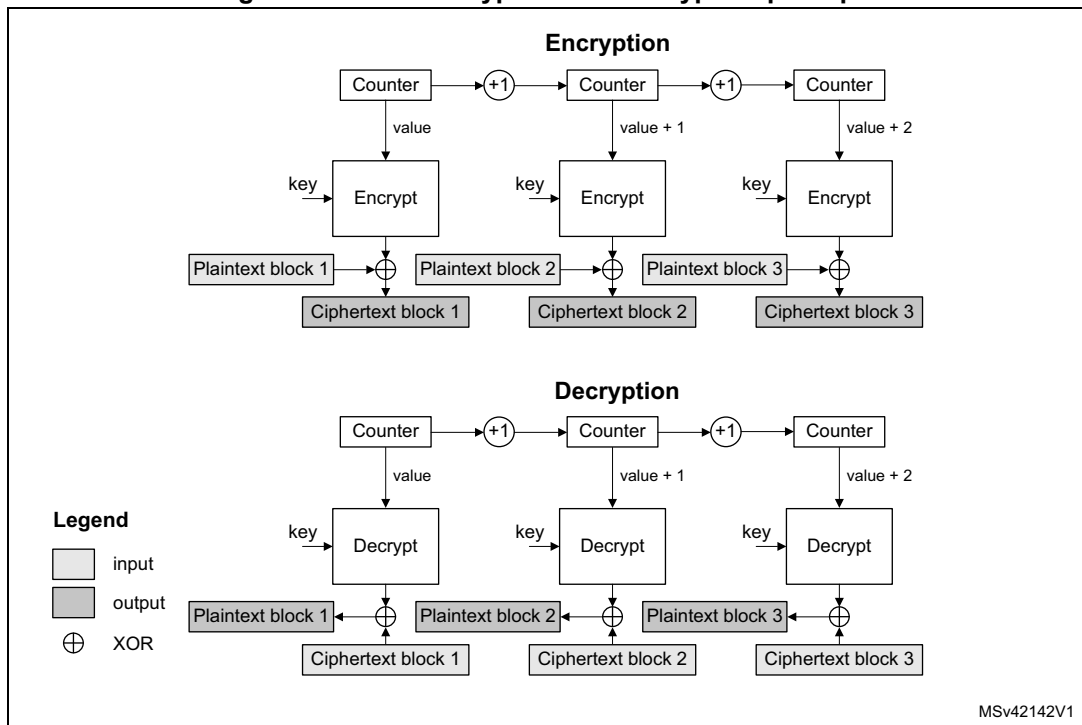 Encryption
Counter +1 Counter +1 Counter
value value + 1 value + 2
key Encrypt key Encrypt key Encrypt
Plaintext block 1 Plaintext block 2 Plaintext block 3
Ciphertext block 1 Ciphertext block 2 Ciphertext block 3
Decryption
Counter +1 Counter +1 Counter
value value + 1 value + 2
Legend
key Decrypt key Decrypt key Decrypt
input
output
Plaintext block 1 Plaintext block 2 Plaintext block 3
XOR
Ciphertext block 1 Ciphertext block 2 Ciphertext block 3
MSv42142V1